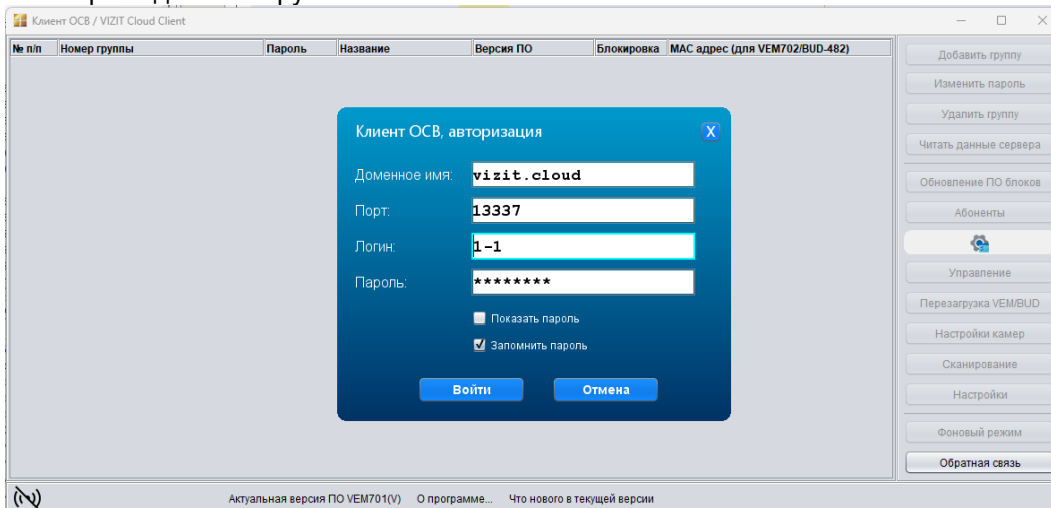 Клиент ОСВ / VIZIT Cloud Client
№ п/п Номер группы Пароль Название Версия ПО Блокировка MAC адрес (для VEM702/BUD-482)
Добавить группу
Изменить пароль
Удалить группу
Читать данные сервера
Обновление ПО блоков
Абоненты
Управление
Перезагрузка VEM/BUD
Настройки камер
Сканирование
Настройки
Фоновый режим
Обратная связь
Клиент ОСВ, авторизация X
Доменное имя: vizit.cloud
Порт: 13337
Логин: 1-1
Пароль: ********
Показать пароль
Запомнить пароль
Войти Отмена
Актуальная версия ПО VEM701(V) О программе... Что нового в текущей версии